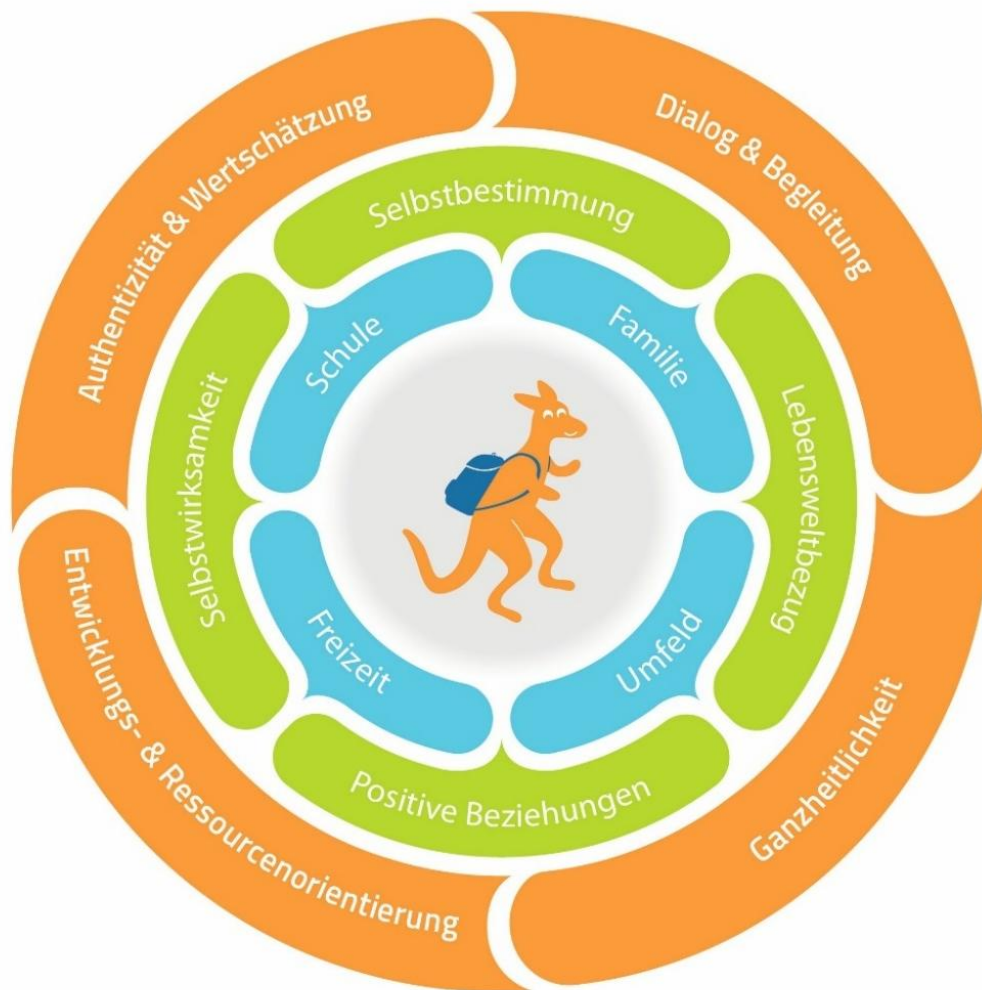 Authentizität & Wertschätzung
Dialog & Begleitung
Ganzheitlichkeit
Entwicklungs- & Ressourcenorientierung
Selbstbestimmung
Lebensweltbezug
Positive Beziehungen
Selbstwirksamkeit
Schule
Familie
Umfeld
Freizeit